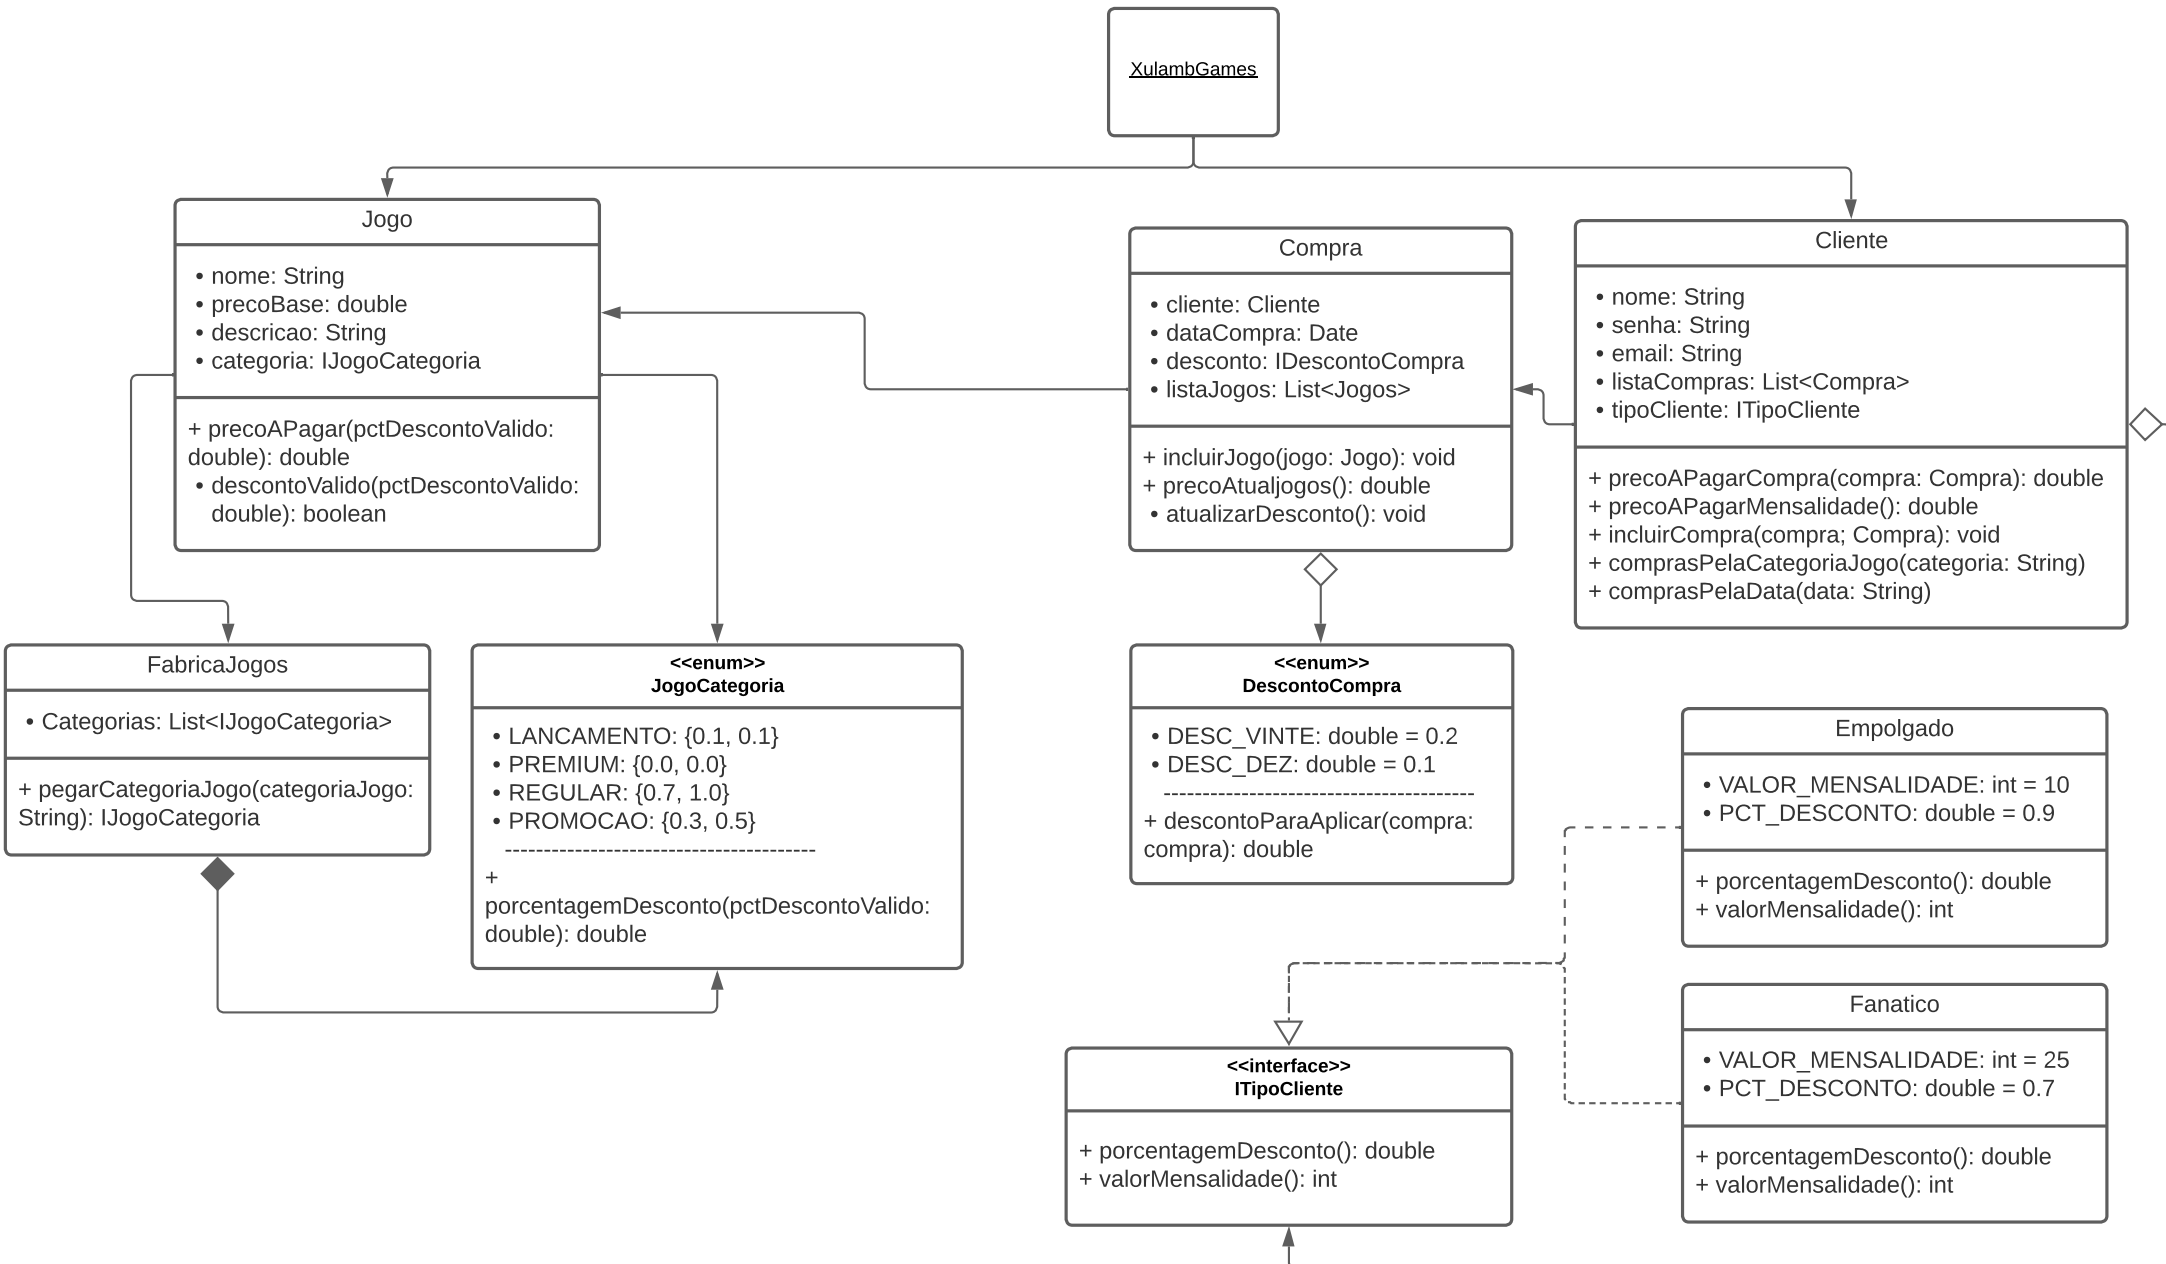 XulambGames
Jogo
• nome: String
• precoBase: double
• descricao: String
• categoria: IJogoCategoria
+ precoAPagar(pctDescontoValido:
double): double
• descontoValido(pctDescontoValido:
double): boolean
Compra
• cliente: Cliente
• dataCompra: Date
• desconto: IDescontoCompra
• listaJogos: List<Jogos>
+ incluirJogo(jogo: Jogo): void
+ precoAtualjogos(): double
• atualizarDesconto(): void
Cliente
• nome: String
• senha: String
• email: String
• listaCompras: List<Compra>
• tipoCliente: ITipoCliente
+ precoAPagarCompra(compra: Compra): double
+ precoAPagarMensalidade(): double
+ incluirCompra(compra; Compra): void
+ comprasPelaCategoriaJogo(categoria: String)
+ comprasPelaData(data: String)
FabricaJogos
• Categorias: List<IJogoCategoria>
+ pegarCategoriaJogo(categoriaJogo:
String): IJogoCategoria
<<enum>>
JogoCategoria
• LANCAMENTO: {0.1, 0.1}
• PREMIUM: {0.0, 0.0}
• REGULAR: {0.7, 1.0}
• PROMOCAO: {0.3, 0.5}
----------------------------------------
+
porcentagemDesconto(pctDescontoValido:
double): double
<<enum>>
DescontoCompra
• DESC_VINTE: double = 0.2
• DESC_DEZ: double = 0.1
----------------------------------------
+ descontoParaAplicar(compra:
compra): double
Empolgado
• VALOR_MENSALIDADE: int = 10
• PCT_DESCONTO: double = 0.9
+ porcentagemDesconto(): double
+ valorMensalidade(): int
Fanatico
• VALOR_MENSALIDADE: int = 25
• PCT_DESCONTO: double = 0.7
+ porcentagemDesconto(): double
+ valorMensalidade(): int
<<interface>>
ITipoCliente
+ porcentagemDesconto(): double
+ valorMensalidade(): int